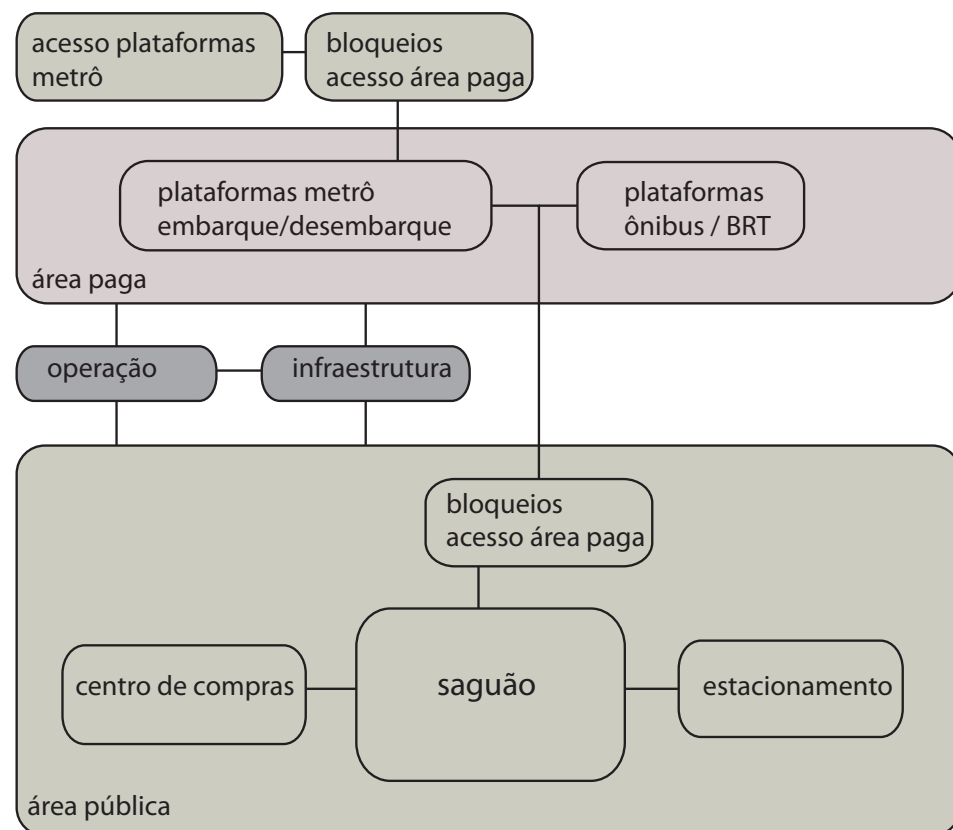 acesso plataformas
metrô
bloqueios
acesso área paga
plataformas metrô
embarque/desembarque
plataformas
ônibus / BRT
área paga
operação
infraestrutura
bloqueios
acesso área paga
centro de compras
saguão
estacionamento
área pública